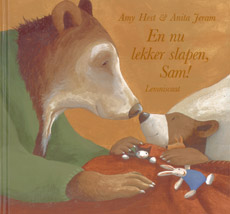 Amy Hest & Anita Jeram
En nu
lekker slapen,
Sam!
Lemniscaat